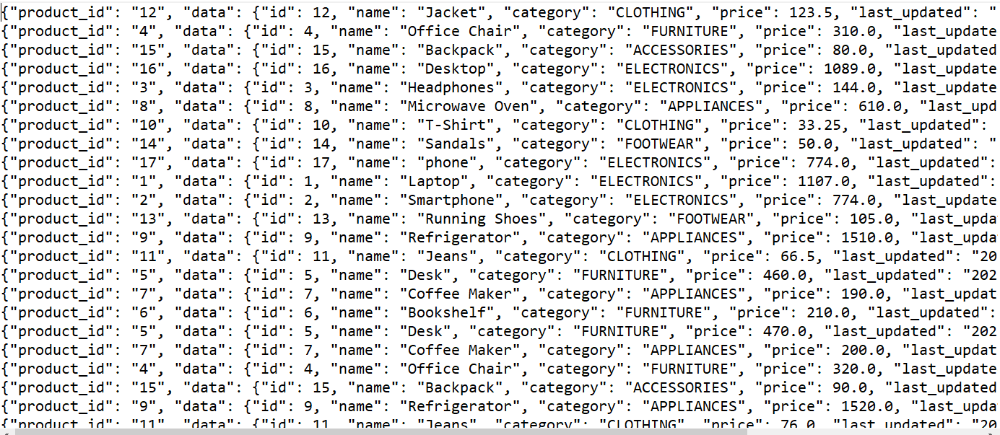 {"product_id": "12", "data": {"id": 12, "name": "Jacket", "category": "CLOTHING", "price": 123.5, "last_updated": "
{"product_id": "4", "data": {"id": 4, "name": "Office Chair", "category": "FURNITURE", "price": 310.0, "last_update
{"product_id": "15", "data": {"id": 15, "name": "Backpack", "category": "ACCESSORIES", "price": 80.0, "last_updated
{"product_id": "16", "data": {"id": 16, "name": "Desktop", "category": "ELECTRONICS", "price": 1089.0, "last_update
{"product_id": "3", "data": {"id": 3, "name": "Headphones", "category": "ELECTRONICS", "price": 144.0, "last_update
{"product_id": "8", "data": {"id": 8, "name": "Microwave Oven", "category": "APPLIANCES", "price": 610.0, "last_upd
{"product_id": "10", "data": {"id": 10, "name": "T-Shirt", "category": "CLOTHING", "price": 33.25, "last_updated":
{"product_id": "14", "data": {"id": 14, "name": "Sandals", "category": "FOOTWEAR", "price": 50.0, "last_updated": "
{"product_id": "17", "data": {"id": 17, "name": "phone", "category": "ELECTRONICS", "price": 774.0, "last_updated":
{"product_id": "1", "data": {"id": 1, "name": "Laptop", "category": "ELECTRONICS", "price": 1107.0, "last_updated":
{"product_id": "2", "data": {"id": 2, "name": "Smartphone", "category": "ELECTRONICS", "price": 774.0, "last_update
{"product_id": "13", "data": {"id": 13, "name": "Running Shoes", "category": "FOOTWEAR", "price": 105.0, "last_upda
{"product_id": "9", "data": {"id": 9, "name": "Refrigerator", "category": "APPLIANCES", "price": 1510.0, "last_upda
{"product_id": "11", "data": {"id": 11, "name": "Jeans", "category": "CLOTHING", "price": 66.5, "last_updated": "20
{"product_id": "5", "data": {"id": 5, "name": "Desk", "category": "FURNITURE", "price": 460.0, "last_updated": "202
{"product_id": "7", "data": {"id": 7, "name": "Coffee Maker", "category": "APPLIANCES", "price": 190.0, "last_updat
{"product_id": "6", "data": {"id": 6, "name": "Bookshelf", "category": "FURNITURE", "price": 210.0, "last_updated":
{"product_id": "5", "data": {"id": 5, "name": "Desk", "category": "FURNITURE", "price": 470.0, "last_updated": "202
{"product_id": "7", "data": {"id": 7, "name": "Coffee Maker", "category": "APPLIANCES", "price": 200.0, "last_updat
{"product_id": "4", "data": {"id": 4, "name": "Office Chair", "category": "FURNITURE", "price": 320.0, "last_update
{"product_id": "15", "data": {"id": 15, "name": "Backpack", "category": "ACCESSORIES", "price": 90.0, "last_updated
{"product_id": "9", "data": {"id": 9, "name": "Refrigerator", "category": "APPLIANCES", "price": 1520.0, "last_upda
{"product_id": "11", "data": {"id": 11, "name": "Jeans", "category": "CLOTHING", "price": 76.0, "last_updated": "20